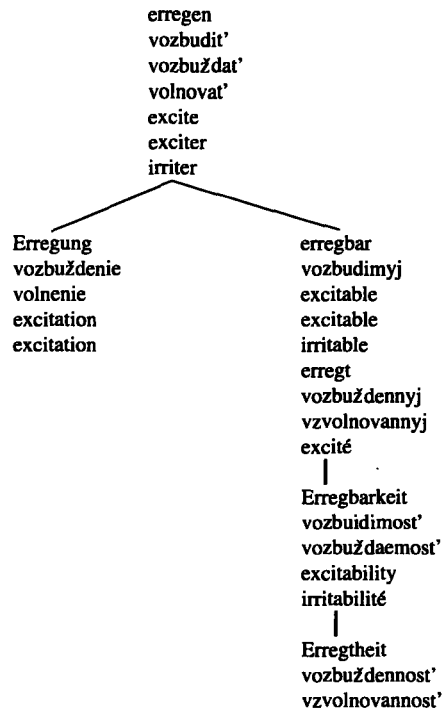 erregen
vozbudit’
vozbuždat’
volnovat’
excite
exciter
irriter
Erregung
vozbuždenie
volnenie
excitation
excitation
erregbar
vozbudimyj
excitable
excitable
irritable
erregt
vozbuždennyj
vzvolnovannyj
excité
Erregbarkeit
vozbuidimost’
vozbuždaemost’
excitability
irritabilité
Erregtheit
vozbuždennost’
vzvolnovannost’